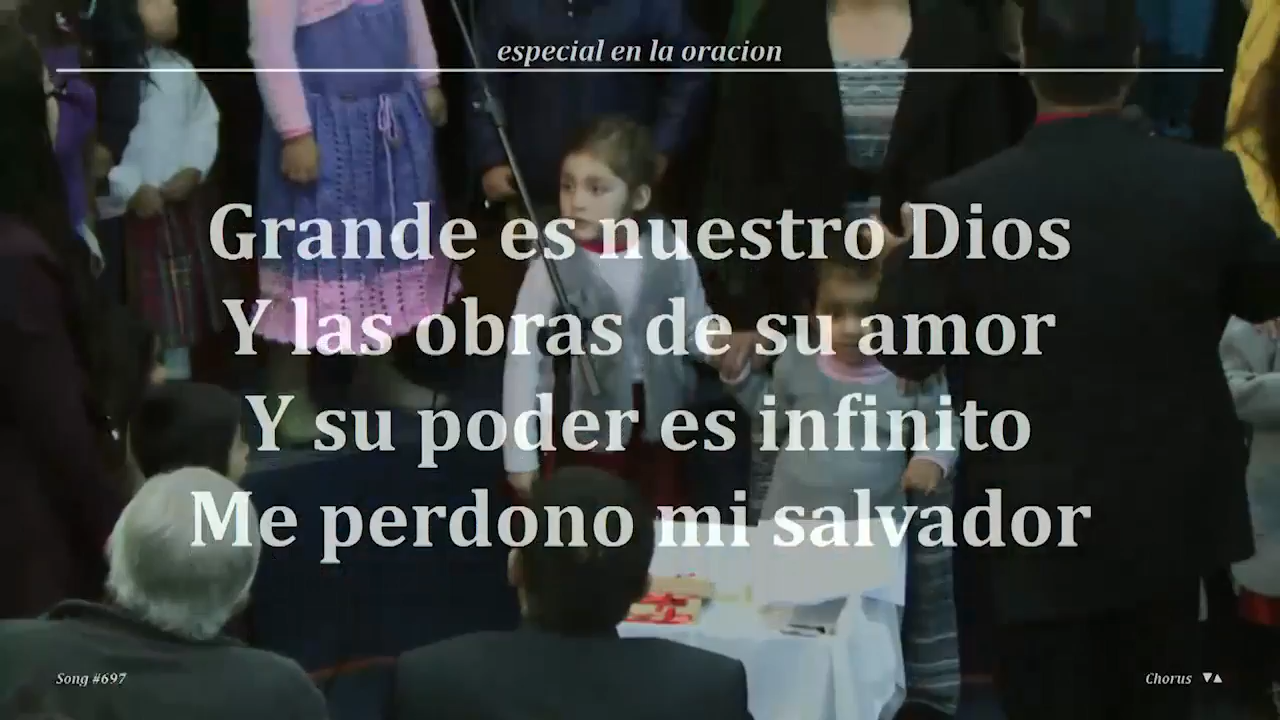 especial en la oracion
Grande es nuestro Dios
Y las obras de su amor
Y su poder es infinito
Me perdono mi salvador
Song #697
Chorus ▼▲